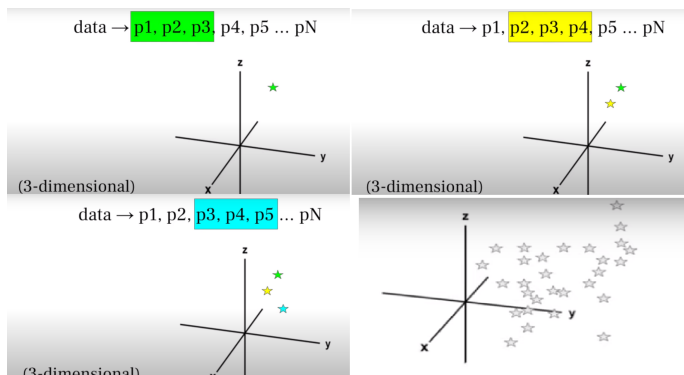 data → p1, p2, p3, p4, p5 ... pN
z
y
x
(3-dimensional)
data → p1, p2, p3, p4, p5 ... pN
z
y
x
(3-dimensional)
data → p1, p2, p3, p4, p5 ... pN
z
y
x
(3-dimensional)
z
y
x